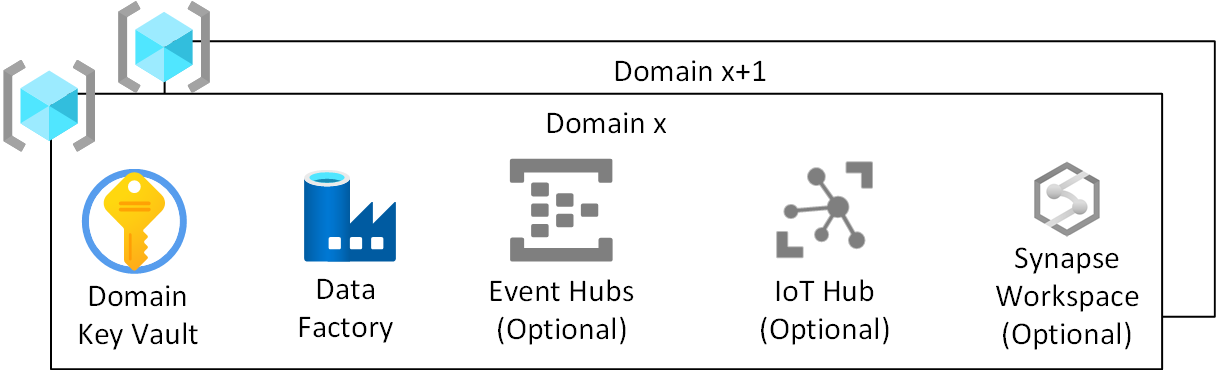 Domain x+1
Domain x
Domain
Key Vault
Data
Factory
Event Hubs
(Optional)
IoT Hub
(Optional)
Synapse
Workspace
(Optional)